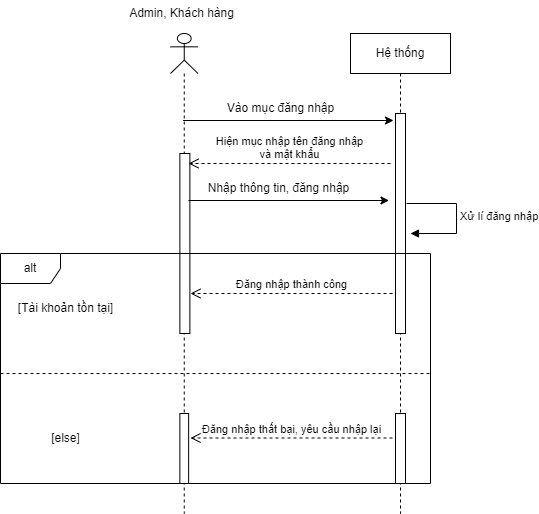 Admin, Khách hàng
Hệ thống
Vào mục đăng nhập
Hiện mục nhập tên đăng nhập
và mật khẩu
Nhập thông tin, đăng nhập
Xử lí đăng nhập
alt
Đăng nhập thành công
[Tài khoản tồn tại]
Đăng nhập thất bại, yêu cầu nhập lại
[else]